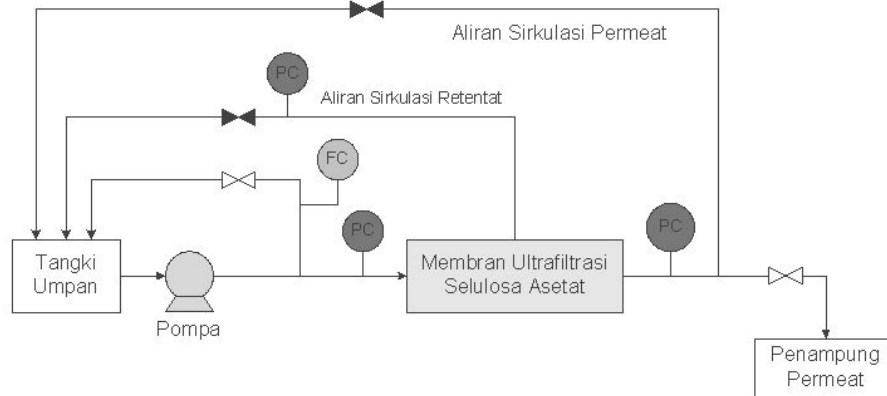 Aliran Sirkulasi Permeat
PC
Aliran Sirkulasi Retentat
FC
PC
PC
Tangki
Umpan
Membran Ultrafiltrasi
Selulosa Asetat
Pompa
Penampung
Permeat